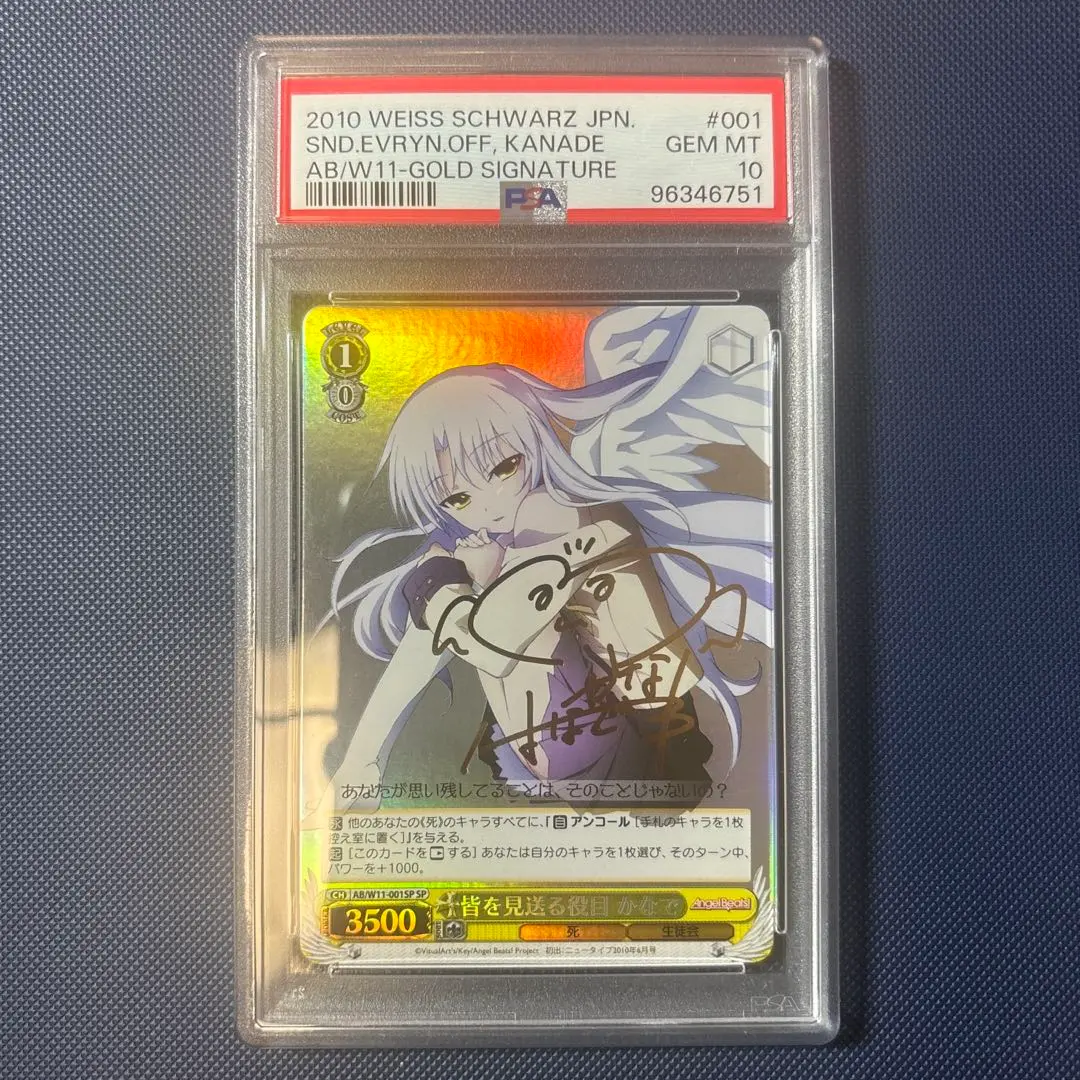 2010 WEISS SCHWARZ JPN. #001
SND.EVRYN.OFF, KANADE GEM MT
AB/W11-GOLD SIGNATURE 10
PSA 96346751
LEVEL
1
0
COST
あなたが思い残してることは、そのことじゃないの?
永 他のあなたの《死》のキャラすべてに、『自 アンコール [手札のキャラを1枚
控え室に置く]』を与える。
起 [このカードを する] あなたは自分のキャラを1枚選び、そのターン中、
パワーを+1000。
CH AB/W11-001SP SP
皆を見送る役目 かなで Angel Beats!
3500
死 生徒会
©VisualArt's/Key/Angel Beats! Project 初出:ニュータイプ2010年6月号
PSA